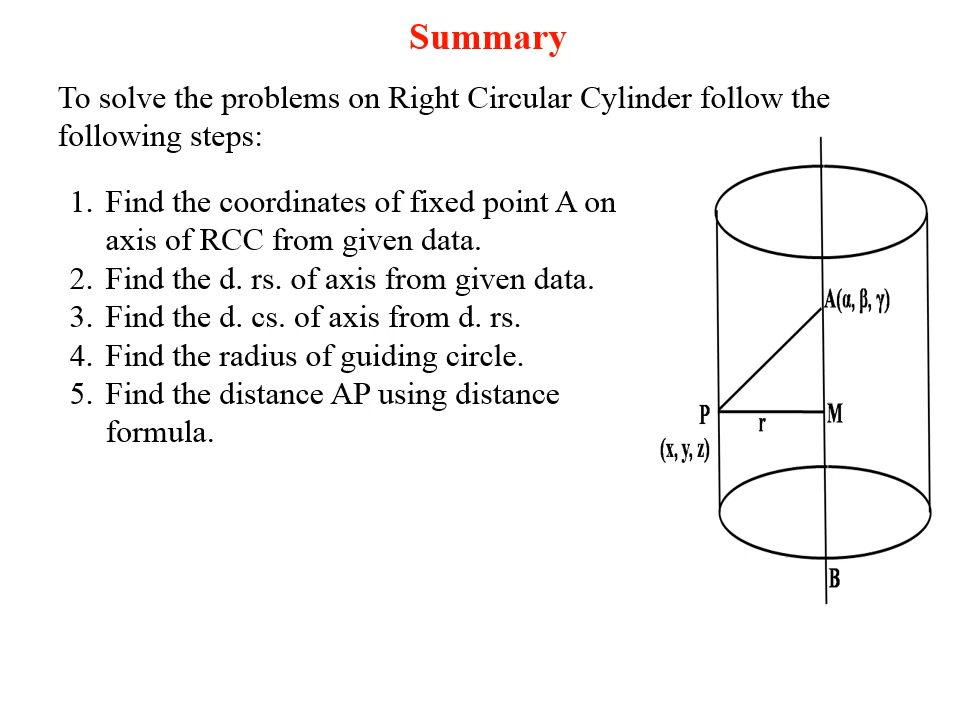 Summary
To solve the problems on Right Circular Cylinder follow the
following steps:
1. Find the coordinates of fixed point A on
axis of RCC from given data.
2. Find the d. rs. of axis from given data.
3. Find the d. cs. of axis from d. rs.
4. Find the radius of guiding circle.
5. Find the distance AP using distance
formula.
A(α, β, γ)
P
r
M
(x, y, z)
B